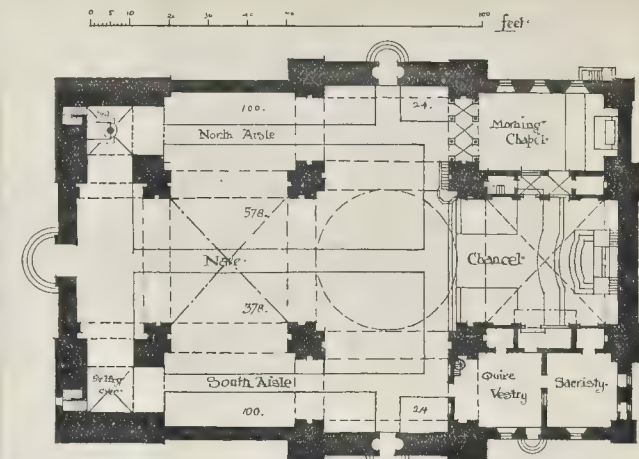 0 5 10 20 30 40 50 100 feet.
100.
24.
North Aisle
Morning
Chapel.
578.
Nave.
Chancel.
378.
South Aisle
100.
24
Quire
Vestry
Sacristy.